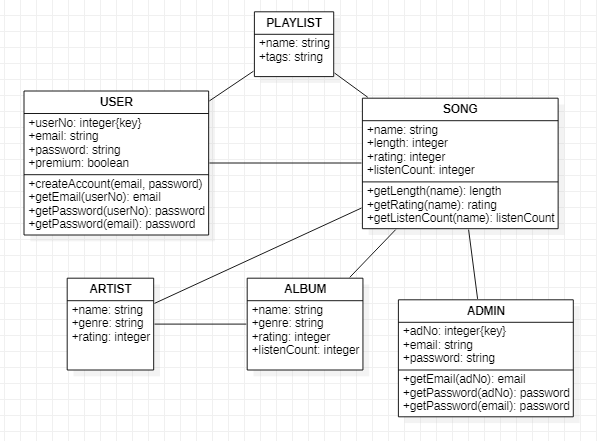 PLAYLIST
+name: string
+tags: string
USER
+userNo: integer{key}
+email: string
+password: string
+premium: boolean
+createAccount(email, password)
+getEmail(userNo): email
+getPassword(userNo): password
+getPassword(email): password
SONG
+name: string
+length: integer
+rating: integer
+listenCount: integer
+getLength(name): length
+getRating(name): rating
+getListenCount(name): listenCount
ARTIST
+name: string
+genre: string
+rating: integer
ALBUM
+name: string
+genre: string
+rating: integer
+listenCount: integer
ADMIN
+adNo: integer{key}
+email: string
+password: string
+getEmail(adNo): email
+getPassword(adNo): password
+getPassword(email): password